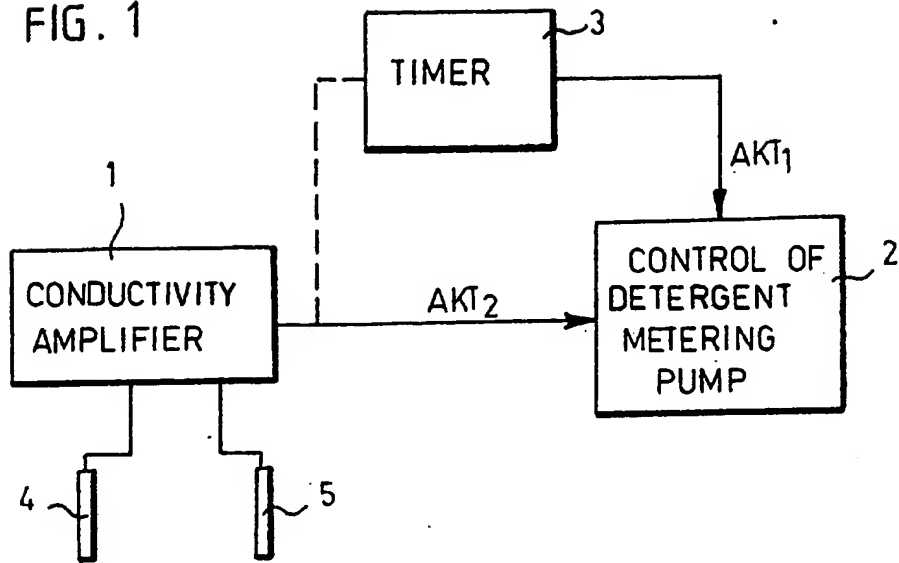 FIG. 1
3
TIMER
AKT1
1
CONDUCTIVITY
AMPLIFIER
AKT2
CONTROL OF
DETERGENT
METERING
PUMP
2
4
5